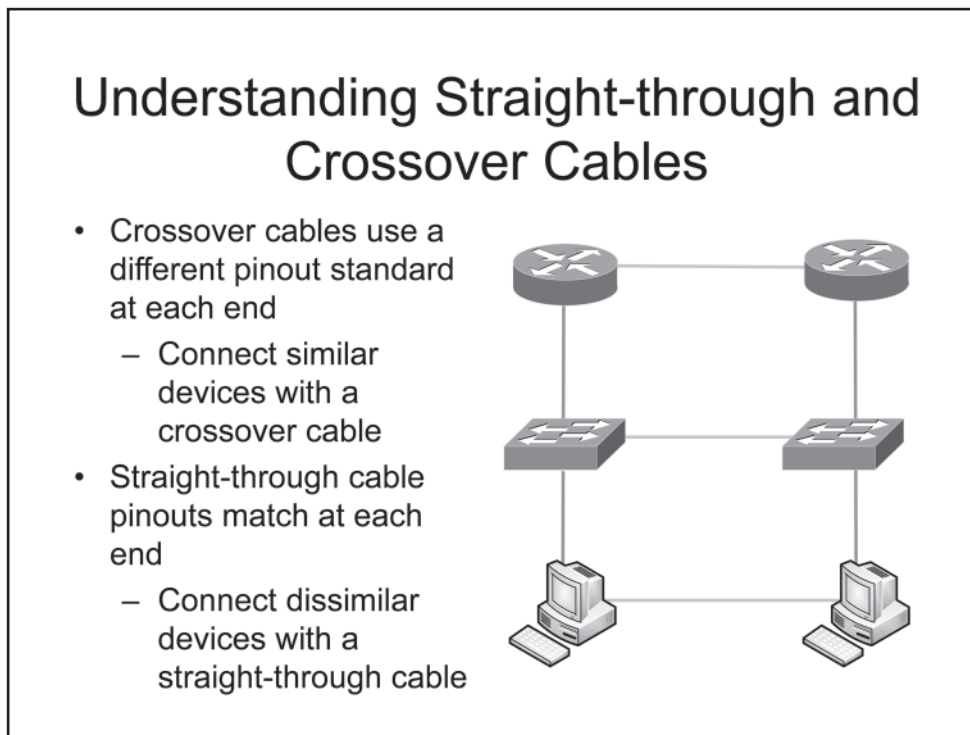 Understanding Straight-through and
Crossover Cables
• Crossover cables use a
different pinout standard
at each end
– Connect similar
devices with a
crossover cable
• Straight-through cable
pinouts match at each
end
– Connect dissimilar
devices with a
straight-through cable